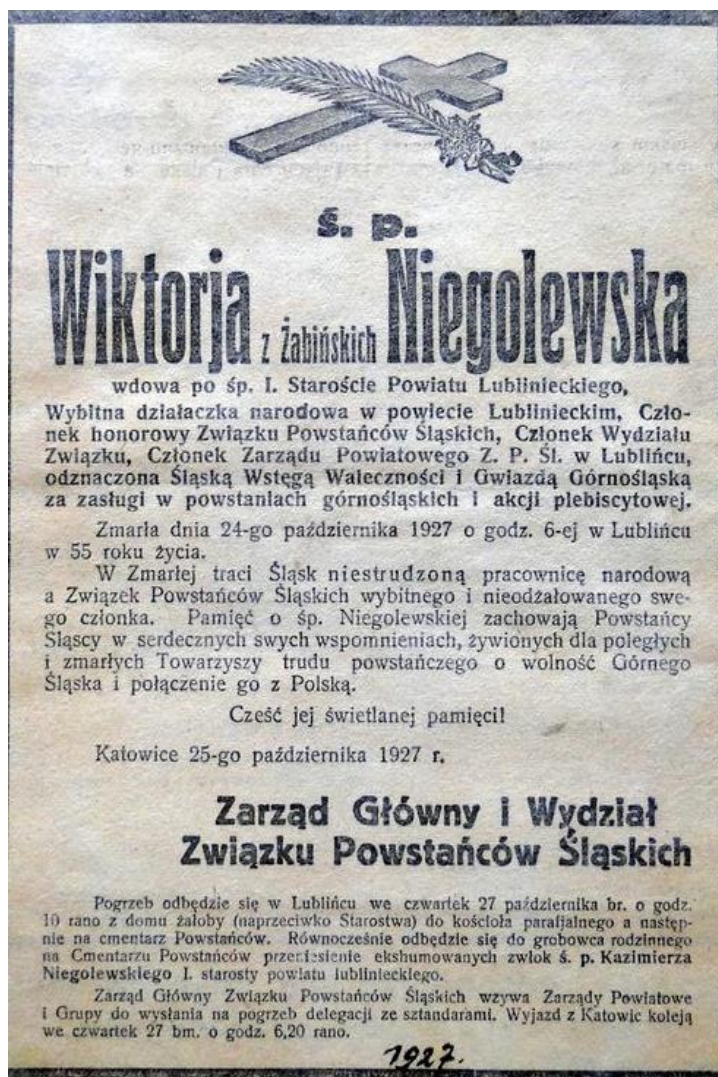 ś. p.
Wiktorja z Żabińskich Niegolewska
wdowa po śp. I. Staroście Powiatu Lublinieckiego,
Wybitna działaczka narodowa w powiecie Lublinieckim, Czło-
nek honorowy Związku Powstańców Śląskich, Członek Wydziału
Związku, Członek Zarządu Powiatowego Z. P. Śl. w Lublińcu,
odznaczona Śląską Wstęgą Waleczności i Gwiazdą Górnośląską
za zasługi w powstaniach górnośląskich i akcji plebiscytowej.
Zmarła dnia 24-go października 1927 o godz. 6-ej w Lublińcu
w 55 roku życia.
W Zmarłej traci Śląsk niestrudzoną pracownicę narodową
a Związek Powstańców Śląskich wybitnego i nieodżałowanego swe-
go członka. Pamięć o śp. Niegolewskiej zachowają Powstańcy
Śląscy w serdecznych swych wspomnieniach, żywionych dla poległych
i zmarłych Towarzyszy trudu powstańczego o wolność Górnego
Śląska i połączenie go z Polską.
Cześć jej świetlanej pamięci!
Katowice 25-go października 1927 r.
Zarząd Główny i Wydział
Związku Powstańców Śląskich
Pogrzeb odbędzie się w Lublińcu we czwartek 27 października br. o godz.
10 rano z domu żałoby (naprzeciwko Starostwa) do kościoła parafjalnego a następ-
nie na cmentarz Powstańców. Równocześnie odbędzie się do grobowca rodzinnego
na Cmentarzu Powstańców przeniesienie ekshumowanych zwłok ś. p. Kazimierza
Niegolewskiego I. starosty powiatu lublinieckiego.
Zarząd Główny Związku Powstańców Śląskich wzywa Zarządy Powiatowe
i Grupy do wysłania na pogrzeb delegacji ze sztandarami. Wyjazd z Katowic koleją
we czwartek 27 bm. o godz. 6,20 rano.
1927.